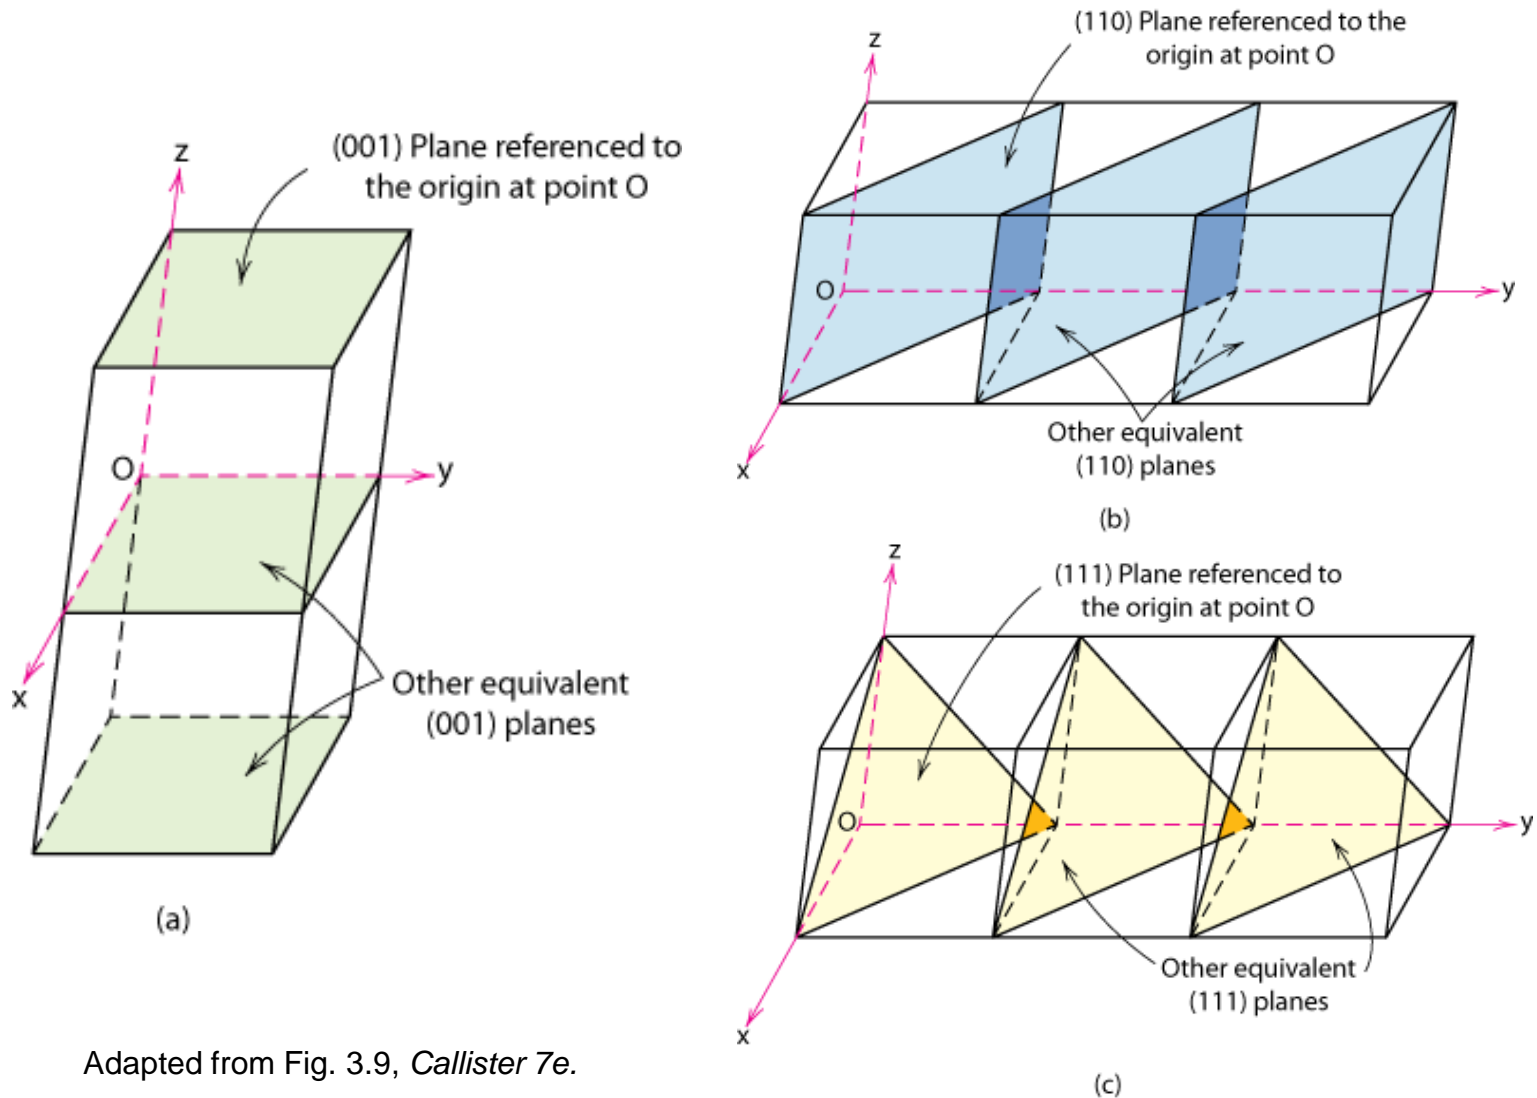 z
(001) Plane referenced to
the origin at point O
O
y
x
Other equivalent
(001) planes
(a)
(110) Plane referenced to the
origin at point O
z
O
y
x
Other equivalent
(110) planes
(b)
z
(111) Plane referenced to
the origin at point O
O
y
x
Other equivalent
(111) planes
(c)
Adapted from Fig. 3.9, Callister 7e.